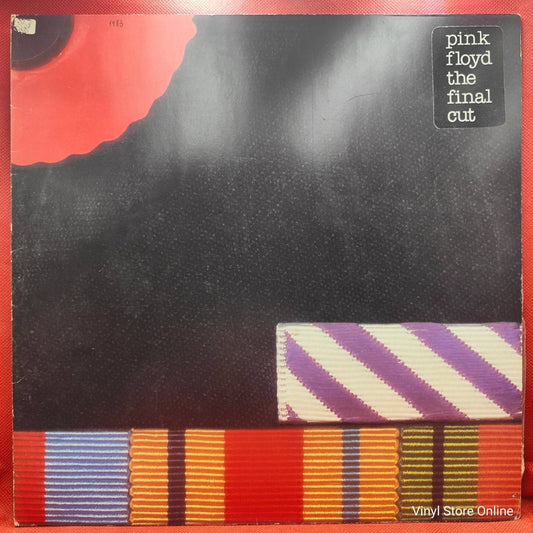 1983
pink
floyd the
final
cut
Vinyl Store Online